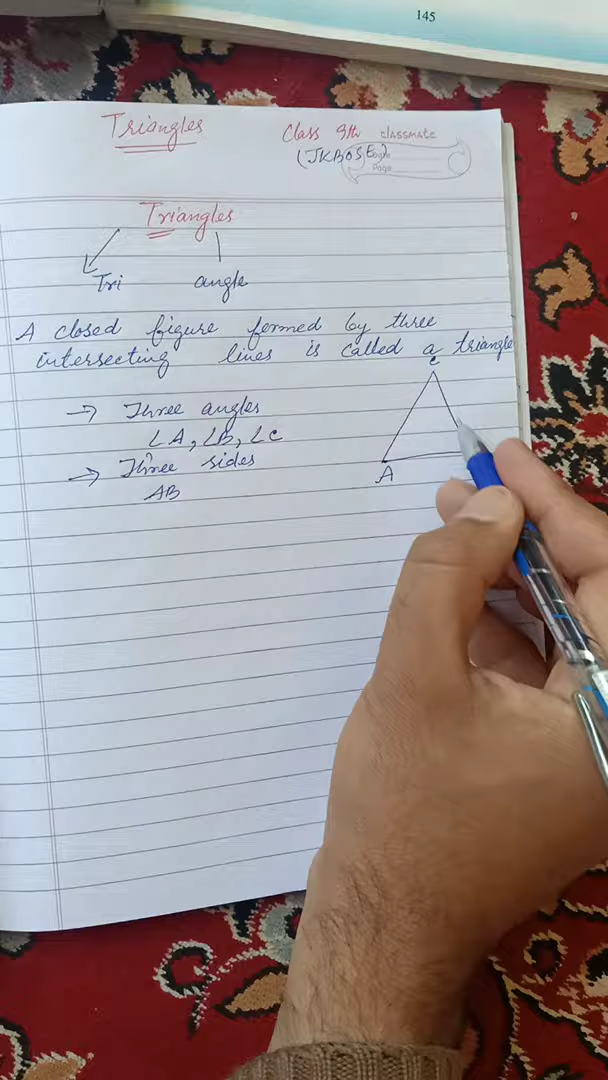 145
Triangles
Class 9th
classmate
(JKBOSE)
Date
Page
Triangles
Tri angle
A closed figure formed by three
intersecting lines is called a triangle
C
→ Three angles
∠A, ∠B, ∠C
→ Three sides
A
AB